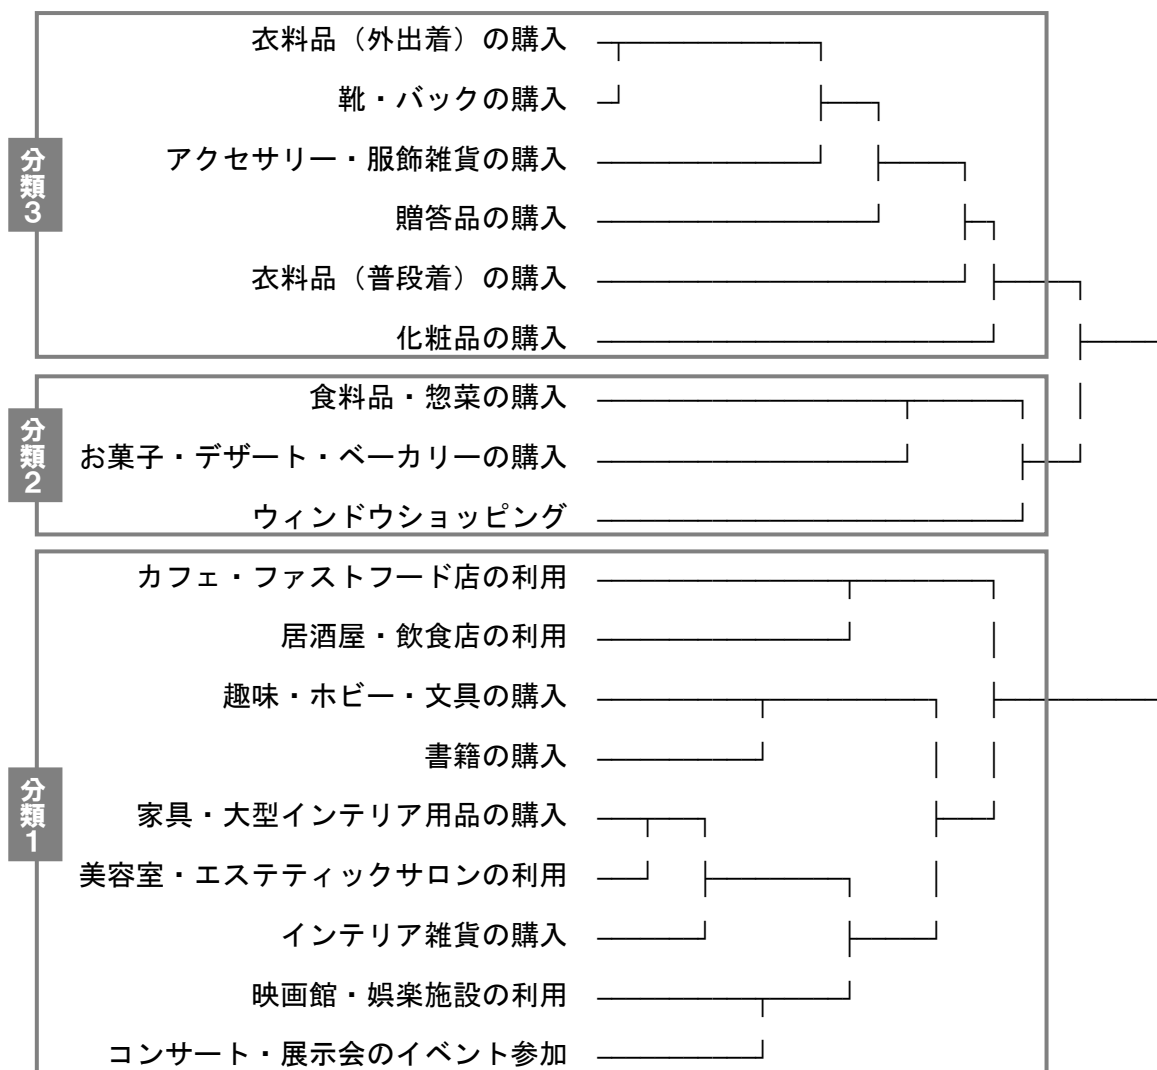 分類3
衣料品（外出着）の購入
靴・バックの購入
アクセサリー・服飾雑貨の購入
贈答品の購入
衣料品（普段着）の購入
化粧品の購入
分類2
食料品・惣菜の購入
お菓子・デザート・ベーカリーの購入
ウィンドウショッピング
分類1
カフェ・ファストフード店の利用
居酒屋・飲食店の利用
趣味・ホビー・文具の購入
書籍の購入
家具・大型インテリア用品の購入
美容室・エステティックサロンの利用
インテリア雑貨の購入
映画館・娯楽施設の利用
コンサート・展示会のイベント参加